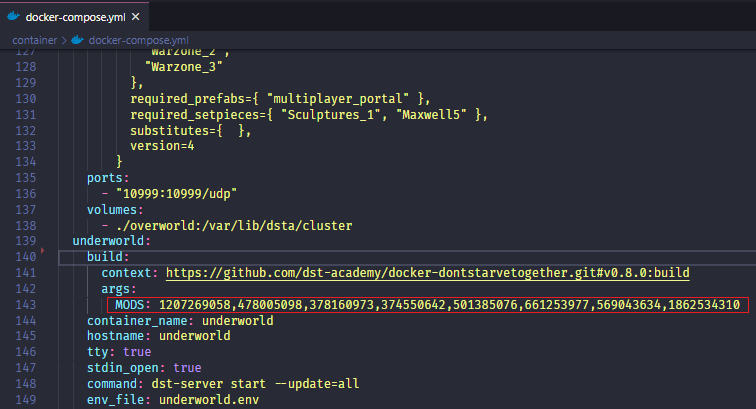 docker-compose.yml ×
container > docker-compose.yml
127 "Warzone_2",
128 "Warzone_3"
129 },
130 required_prefabs={ "multiplayer_portal" },
131 required_setpieces={ "Sculptures_1", "Maxwell5" },
132 substitutes={  },
133 version=4
134 }
135 ports:
136 - "10999:10999/udp"
137 volumes:
138 - ./overworld:/var/lib/dsta/cluster
139 underworld:
140 build:
141 context: https://github.com/dst-academy/docker-dontstarvetogether.git#v0.8.0:build
142 args:
143 MODS: 1207269058,478005098,378160973,374550642,501385076,661253977,569043634,1862534310
144 container_name: underworld
145 hostname: underworld
146 tty: true
147 stdin_open: true
148 command: dst-server start --update=all
149 env_file: underworld.env